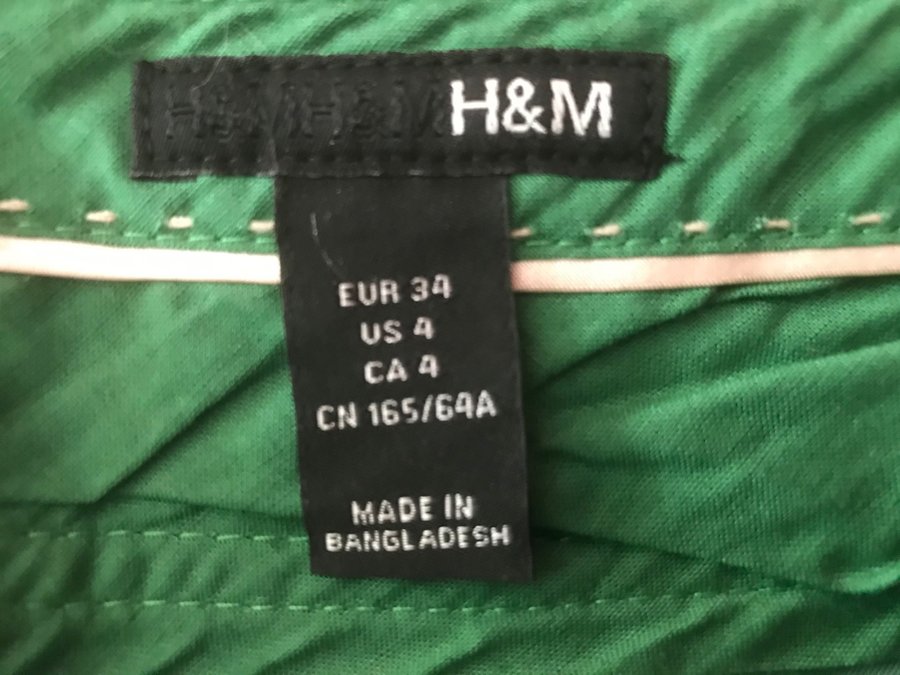 H&M H&M H&M
EUR 34
US 4
CA 4
CN 165/64A
MADE IN
BANGLADESH